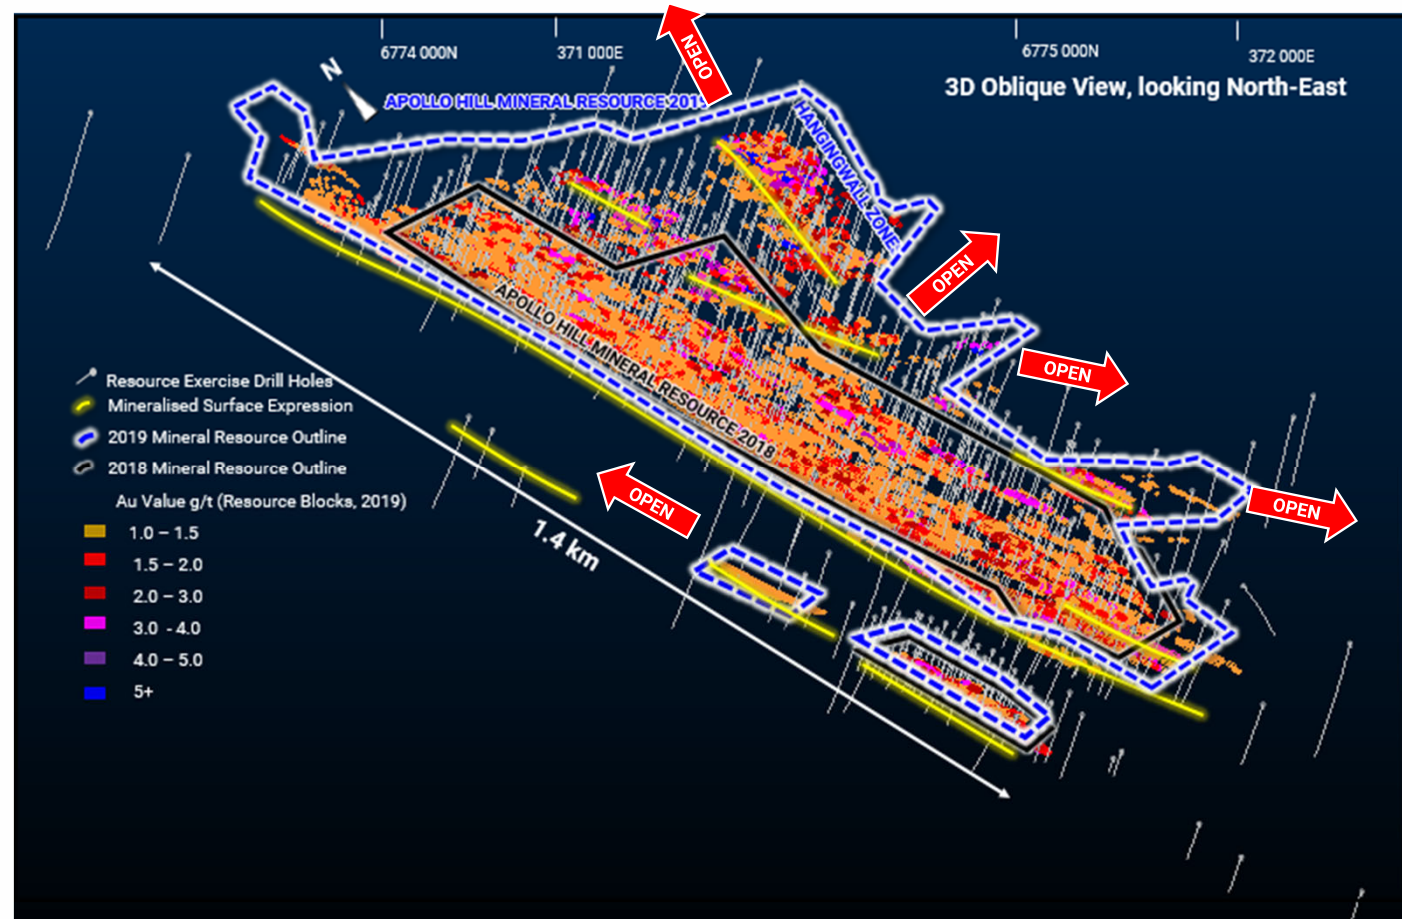 OPEN
6774 000N
371 000E
6775 000N
372 000E
3D Oblique View, looking North-East
N
APOLLO HILL MINERAL RESOURCE 201
HANGINGWALL ZONE
OPEN
APOLLO HILL MINERAL RESOURCE 2018
OPEN
Resource Exercise Drill Holes
Mineralised Surface Expression
2019 Mineral Resource Outline
2018 Mineral Resource Outline
Au Value g/t (Resource Blocks, 2019)
1.0 – 1.5
1.5 – 2.0
2.0 – 3.0
3.0 - 4.0
4.0 – 5.0
5+
OPEN
OPEN
1.4 km